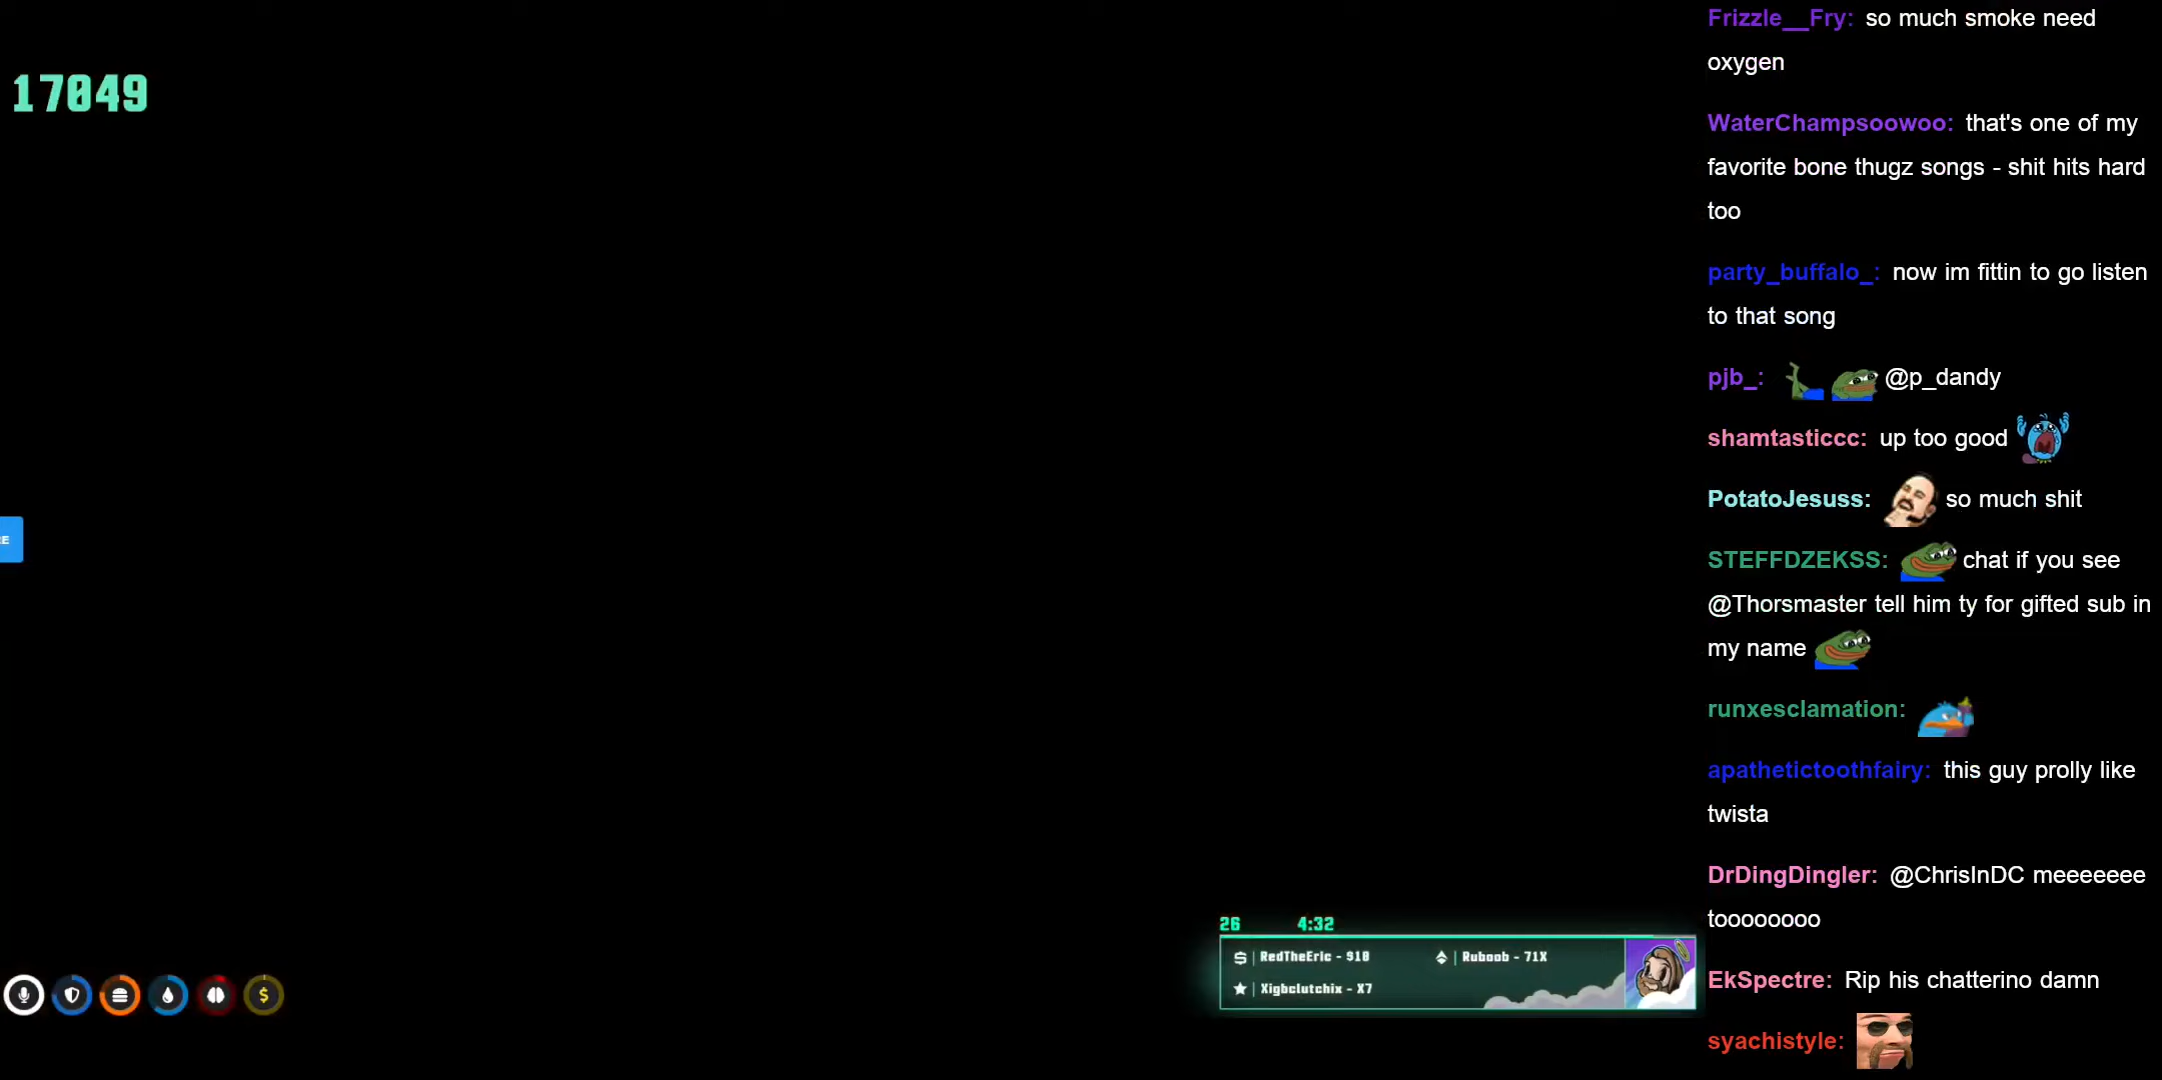 17049
RE
26 4:32
RedTheEric - $10 Ruboob - 71X
Xigbclutchix - X7
Frizzle__Fry: so much smoke need
oxygen
WaterChampsoowoo: that's one of my
favorite bone thugz songs - shit hits hard
too
party_buffalo_: now im fittin to go listen
to that song
pjb_: @p_dandy
shamtasticcc: up too good
PotatoJesuss: so much shit
STEFFDZEKSS: chat if you see
@Thorsmaster tell him ty for gifted sub in
my name
runxesclamation:
apathetictoothfairy: this guy prolly like
twista
DrDingDingler: @ChrisInDC meeeeeee
toooooooo
EkSpectre: Rip his chatterino damn
syachistyle: